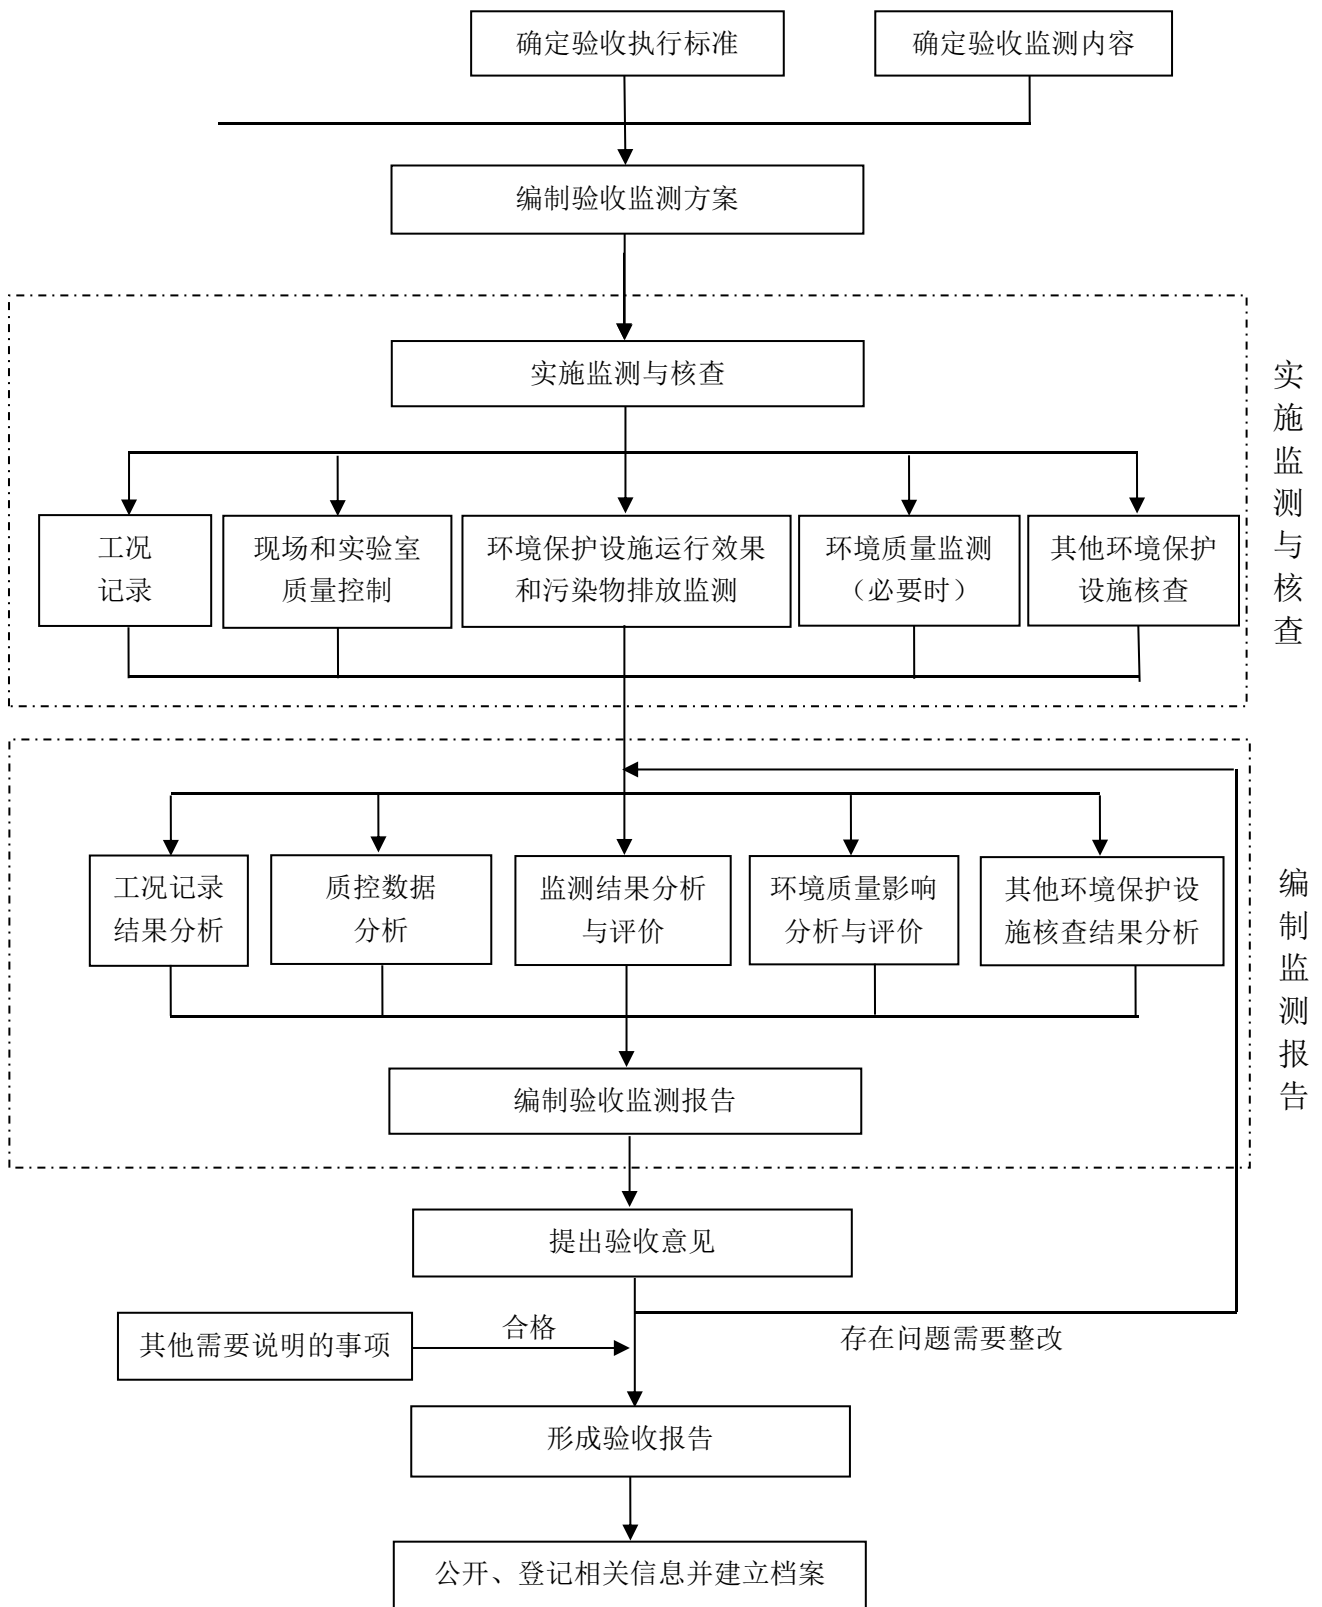 确定验收执行标准
确定验收监测内容
编制验收监测方案
实施监测与核查
工况
记录
现场和实验室
质量控制
环境保护设施运行效果
和污染物排放监测
环境质量监测
（必要时）
其他环境保护
设施核查
实施监测与核查
工况记录
结果分析
质控数据
分析
监测结果分析
与评价
环境质量影响
分析与评价
其他环境保护设
施核查结果分析
编制验收监测报告
编制监测报告
提出验收意见
其他需要说明的事项
合格
存在问题需要整改
形成验收报告
公开、登记相关信息并建立档案